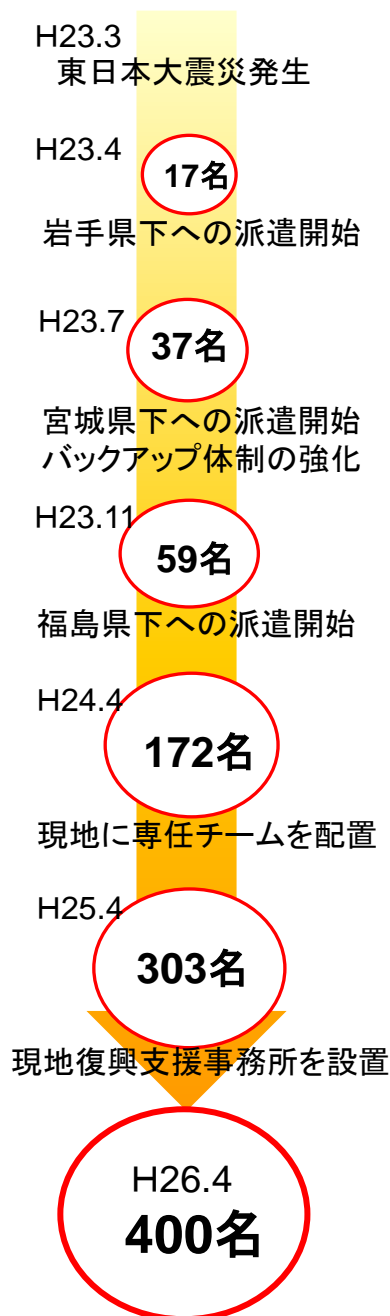 H23.3
東日本大震災発生
H23.4
17名
岩手県下への派遣開始
H23.7
37名
宮城県下への派遣開始
バックアップ体制の強化
H23.11
59名
福島県下への派遣開始
H24.4
172名
現地に専任チームを配置
H25.4
303名
現地復興支援事務所を設置
H26.4
400名